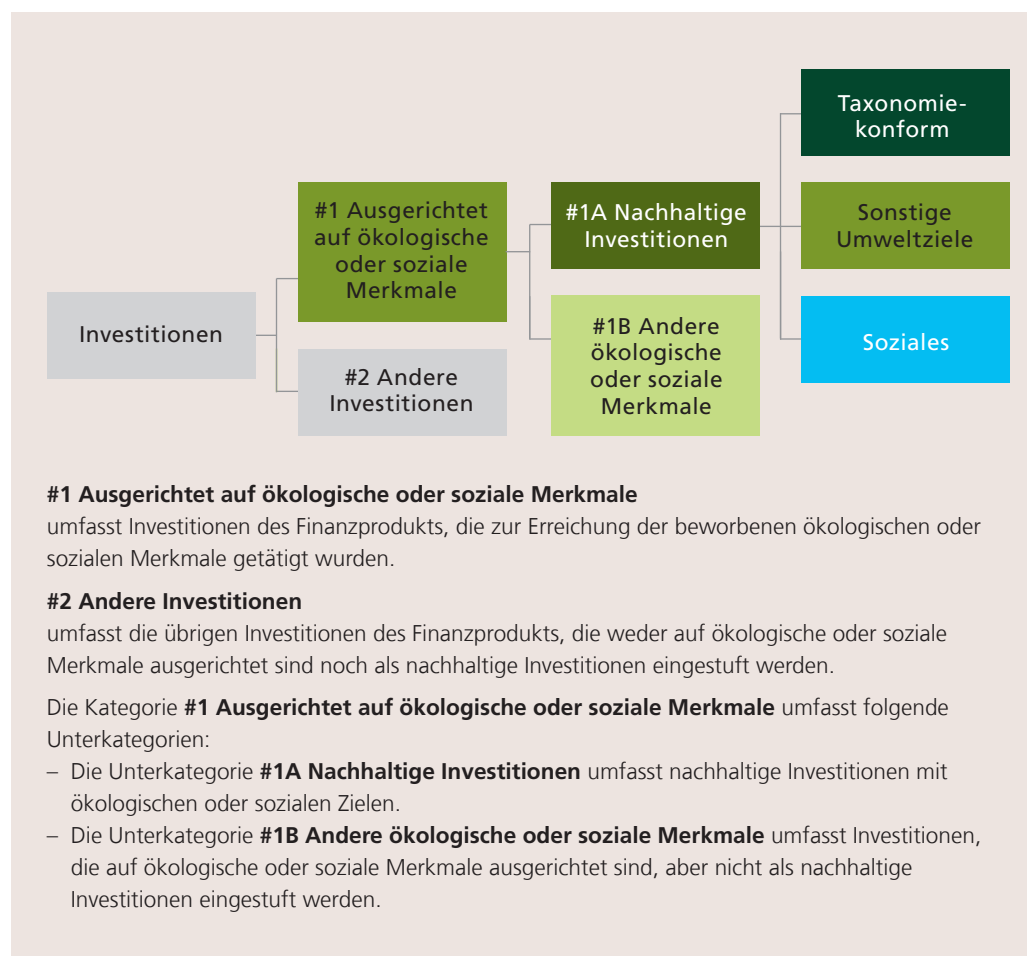 Taxonomie-
konform
#1 Ausgerichtet
auf ökologische
oder soziale
Merkmale
#1A Nachhaltige
Investitionen
Sonstige
Umweltziele
Investitionen
#2 Andere
Investitionen
#1B Andere
ökologische
oder soziale
Merkmale
Soziales
#1 Ausgerichtet auf ökologische oder soziale Merkmale
umfasst Investitionen des Finanzprodukts, die zur Erreichung der beworbenen ökologischen oder
sozialen Merkmale getätigt wurden.
#2 Andere Investitionen
umfasst die übrigen Investitionen des Finanzprodukts, die weder auf ökologische oder soziale
Merkmale ausgerichtet sind noch als nachhaltige Investitionen eingestuft werden.
Die Kategorie #1 Ausgerichtet auf ökologische oder soziale Merkmale umfasst folgende
Unterkategorien:
– Die Unterkategorie #1A Nachhaltige Investitionen umfasst nachhaltige Investitionen mit
ökologischen oder sozialen Zielen.
– Die Unterkategorie #1B Andere ökologische oder soziale Merkmale umfasst Investitionen,
die auf ökologische oder soziale Merkmale ausgerichtet sind, aber nicht als nachhaltige
Investitionen eingestuft werden.